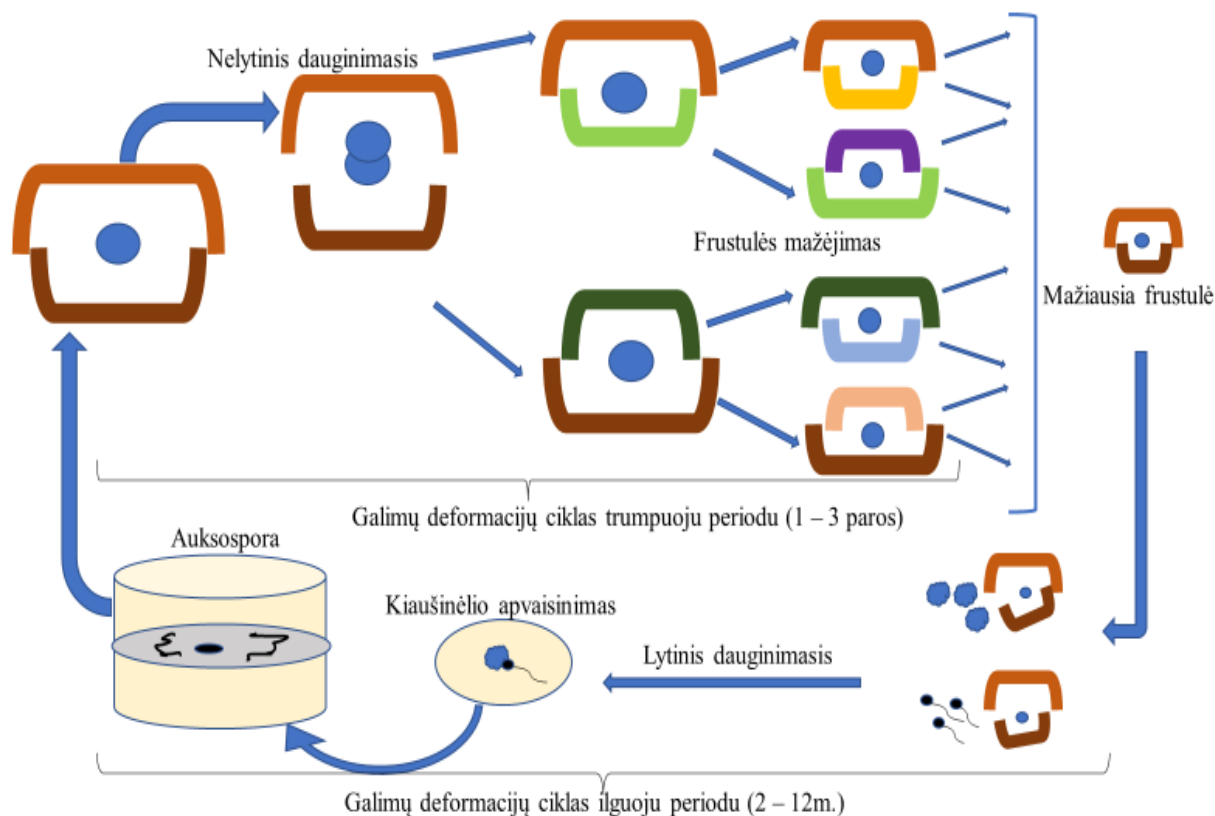 Nelytinis dauginimasis
Frustulės mažėjimas
Mažiausia frustulė
Galimų deformacijų ciklas trumpuoju periodu (1 – 3 paros)
Auksospora
Kiaušinėlio apvaisinimas
Lytinis dauginimasis
Galimų deformacijų ciklas ilguoju periodu (2 – 12m.)